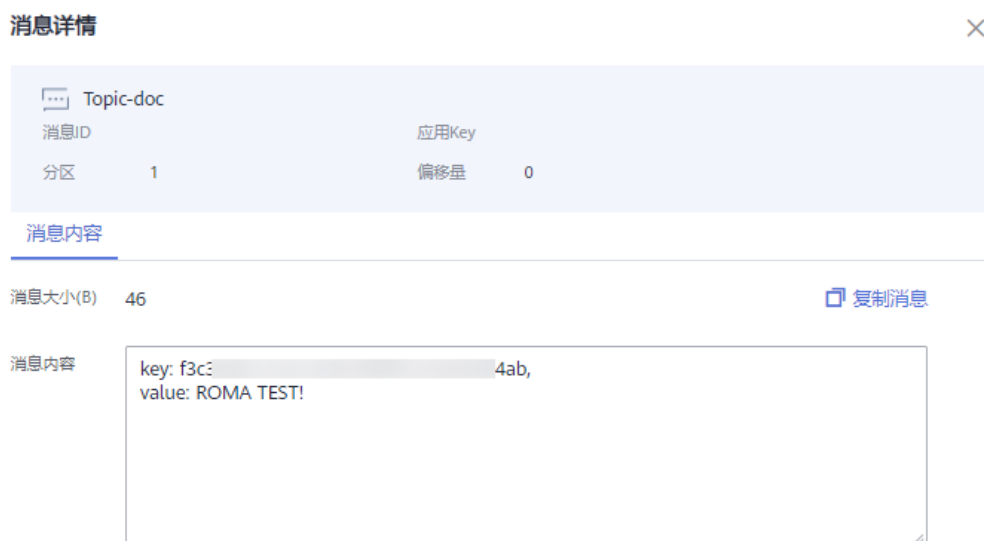 消息详情
Topic-doc
消息ID 应用Key
分区 1 偏移量 0
消息内容
消息大小(B) 46 复制消息
消息内容 key: f3c3 4ab,
value: ROMA TEST!